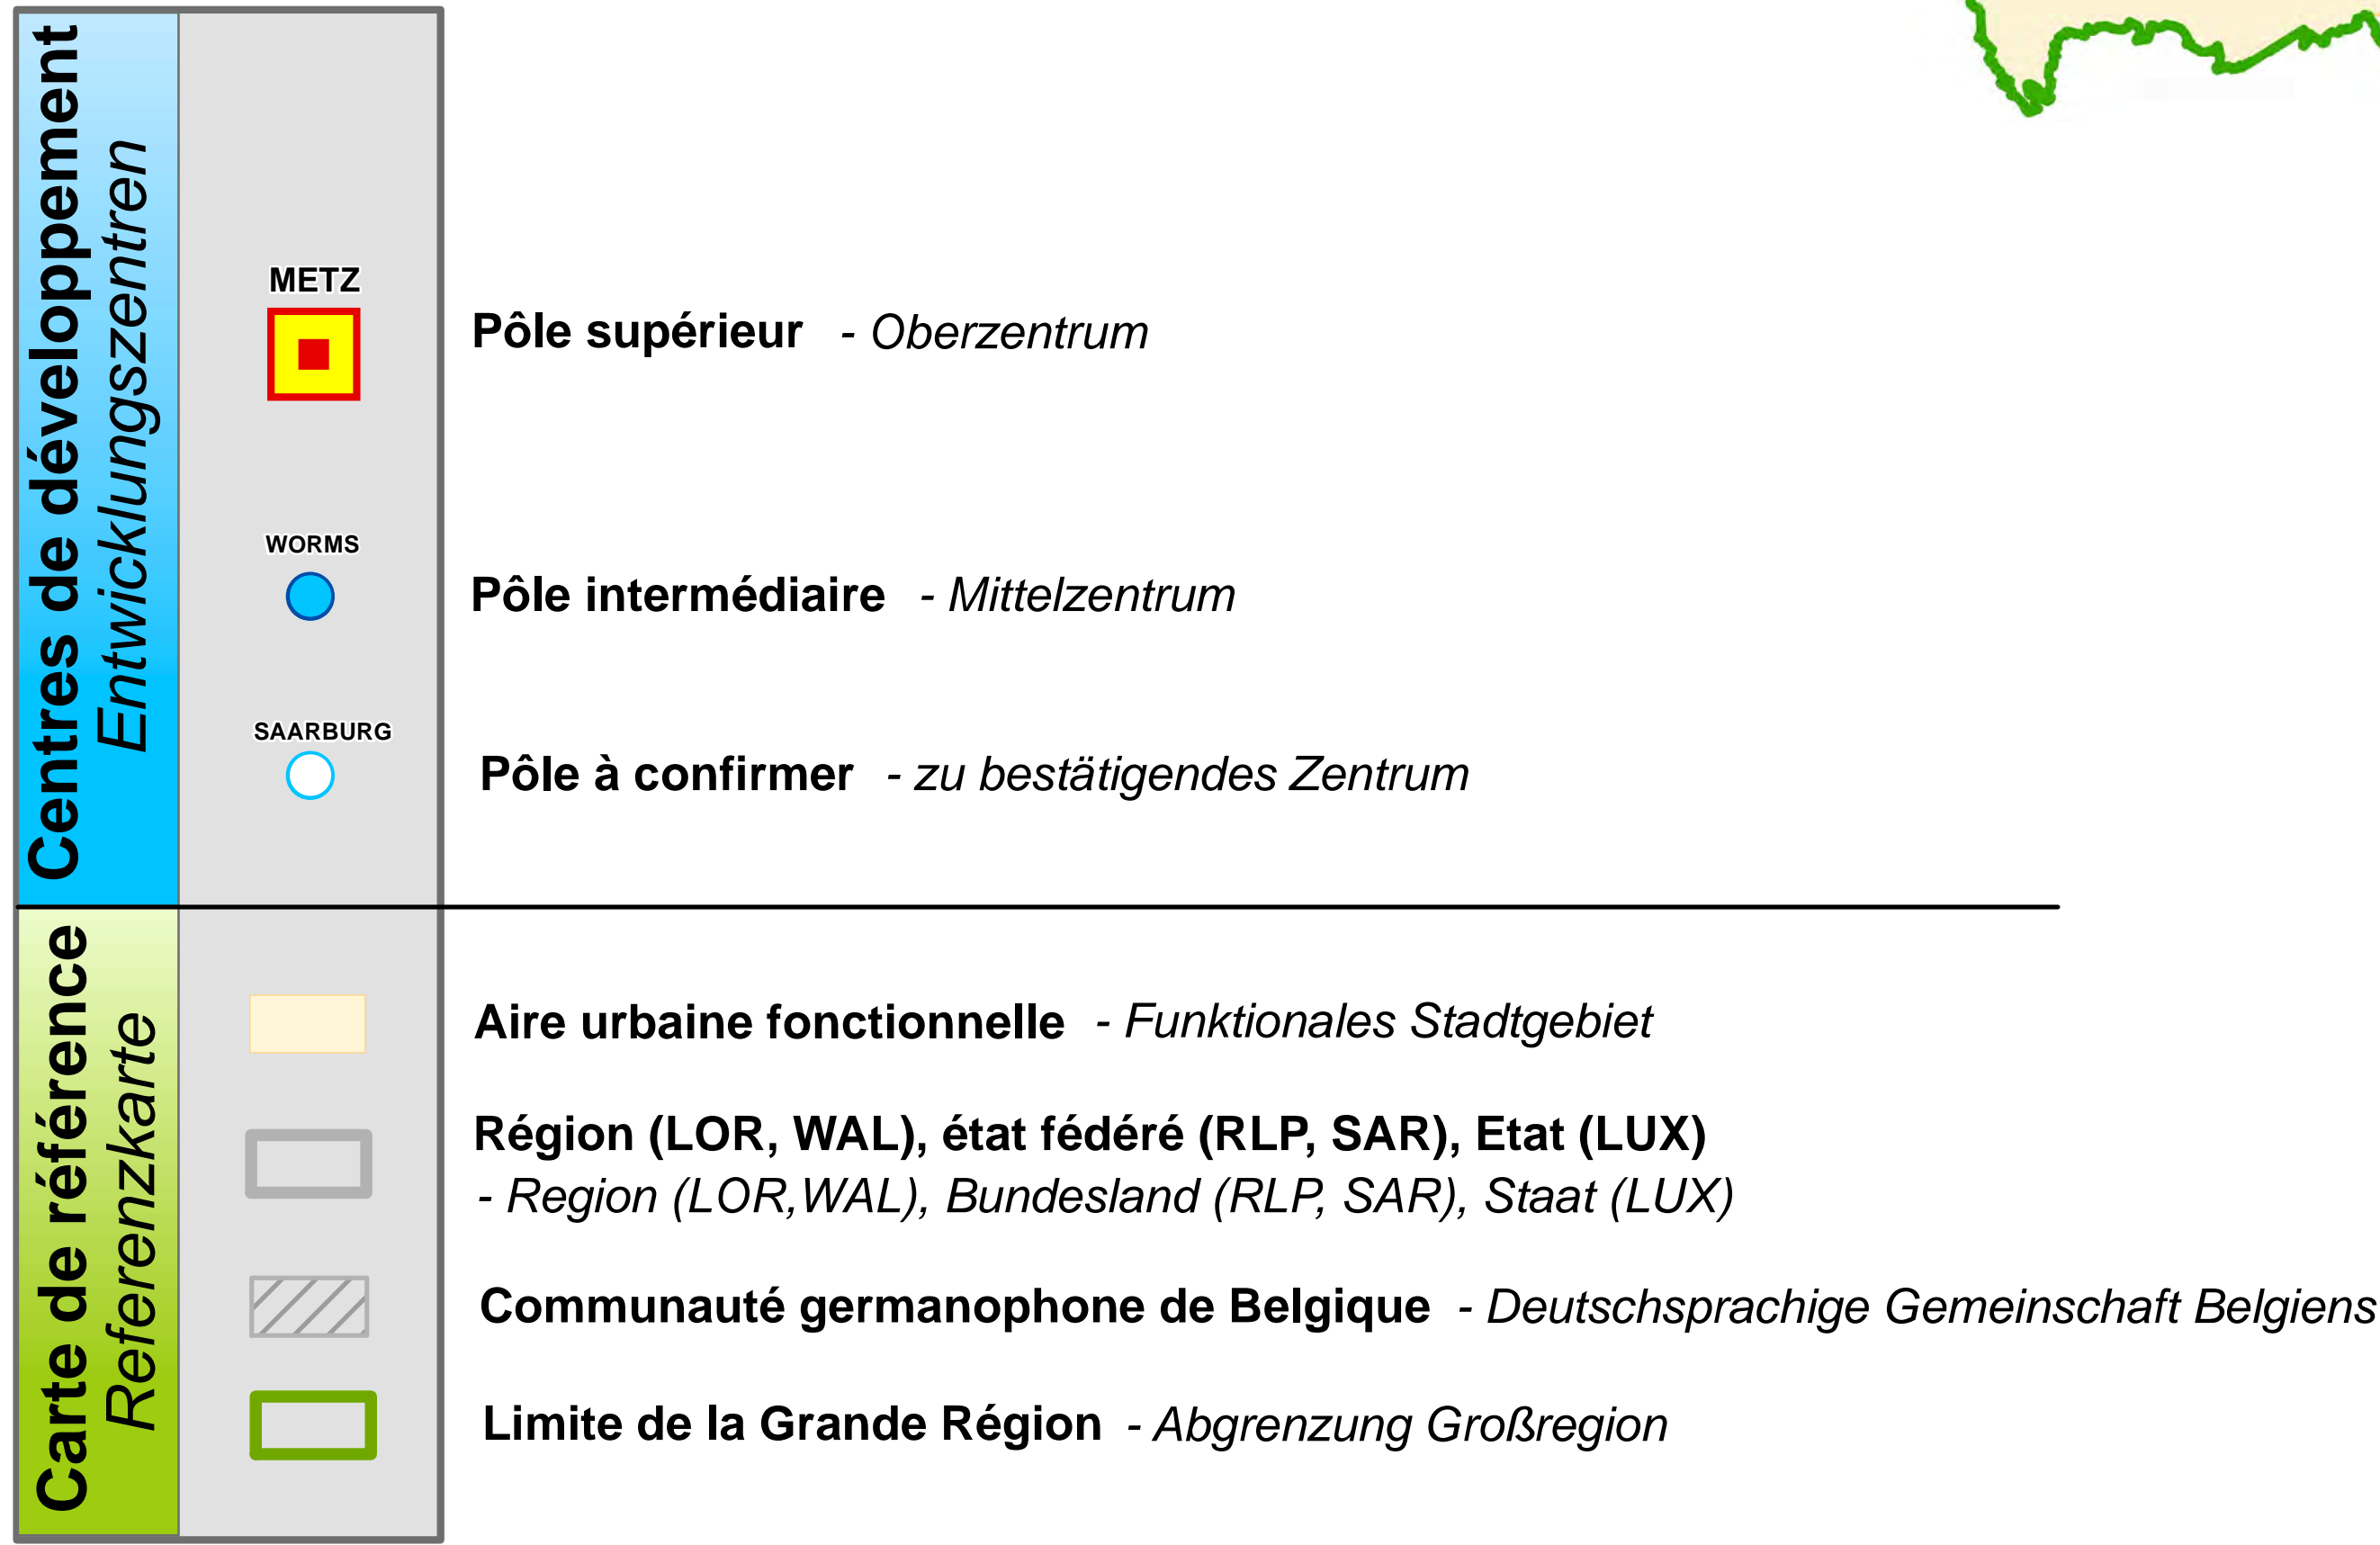 Centres de développement
Entwicklungszentren
METZ
Pôle supérieur - Oberzentrum
WORMS
Pôle intermédiaire - Mittelzentrum
SAARBURG
Pôle à confirmer - zu bestätigendes Zentrum
Carte de référence
Referenzkarte
Aire urbaine fonctionnelle - Funktionales Stadtgebiet
Région (LOR, WAL), état fédéré (RLP, SAR), Etat (LUX)
- Region (LOR,WAL), Bundesland (RLP, SAR), Staat (LUX)
Communauté germanophone de Belgique - Deutschsprachige Gemeinschaft Belgiens
Limite de la Grande Région - Abgrenzung Großregion